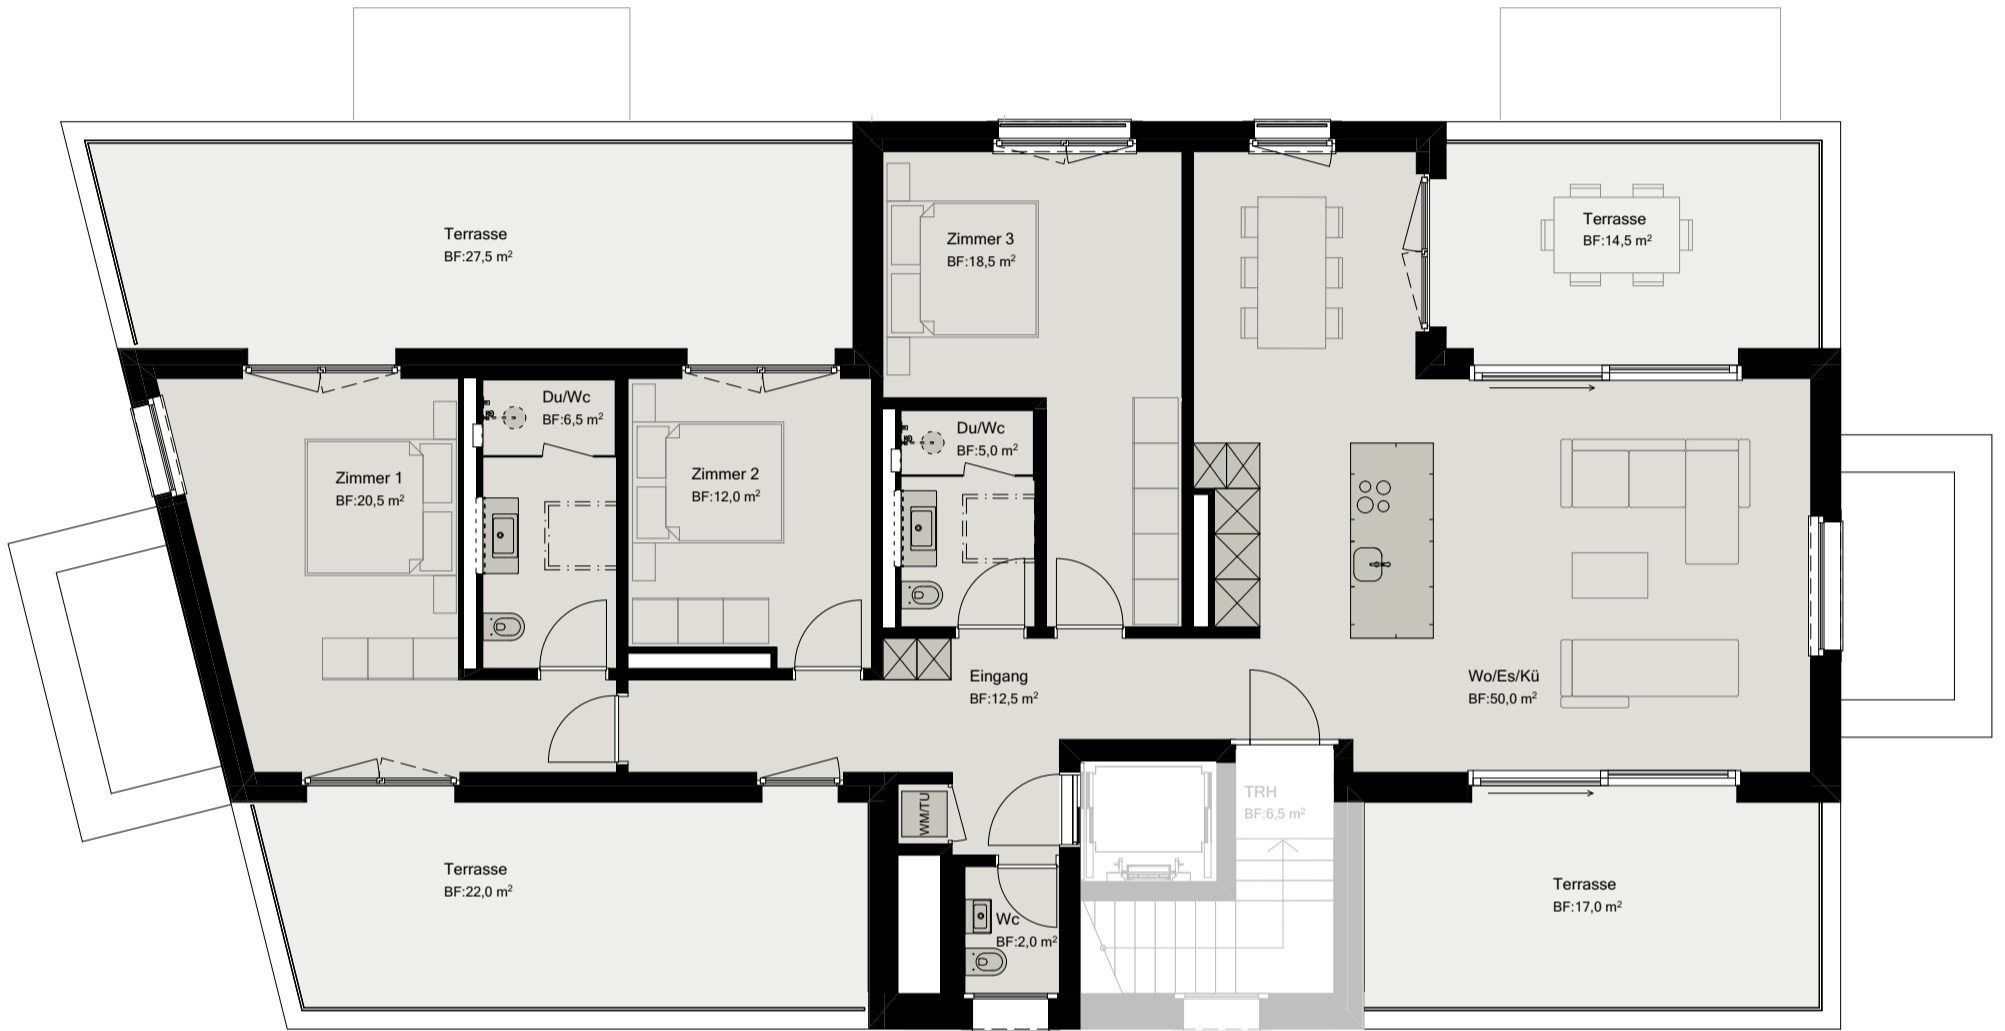 Terrasse
BF:27,5 m²
Zimmer 3
BF:18,5 m²
Terrasse
BF:14,5 m²
Du/Wc
BF:6,5 m²
Du/Wc
BF:5,0 m²
Zimmer 1
BF:20,5 m²
Zimmer 2
BF:12,0 m²
Eingang
BF:12,5 m²
Wo/Es/Kü
BF:50,0 m²
WM/TU
TRH
BF:6,5 m²
Terrasse
BF:22,0 m²
Wc
BF:2,0 m²
Terrasse
BF:17,0 m²